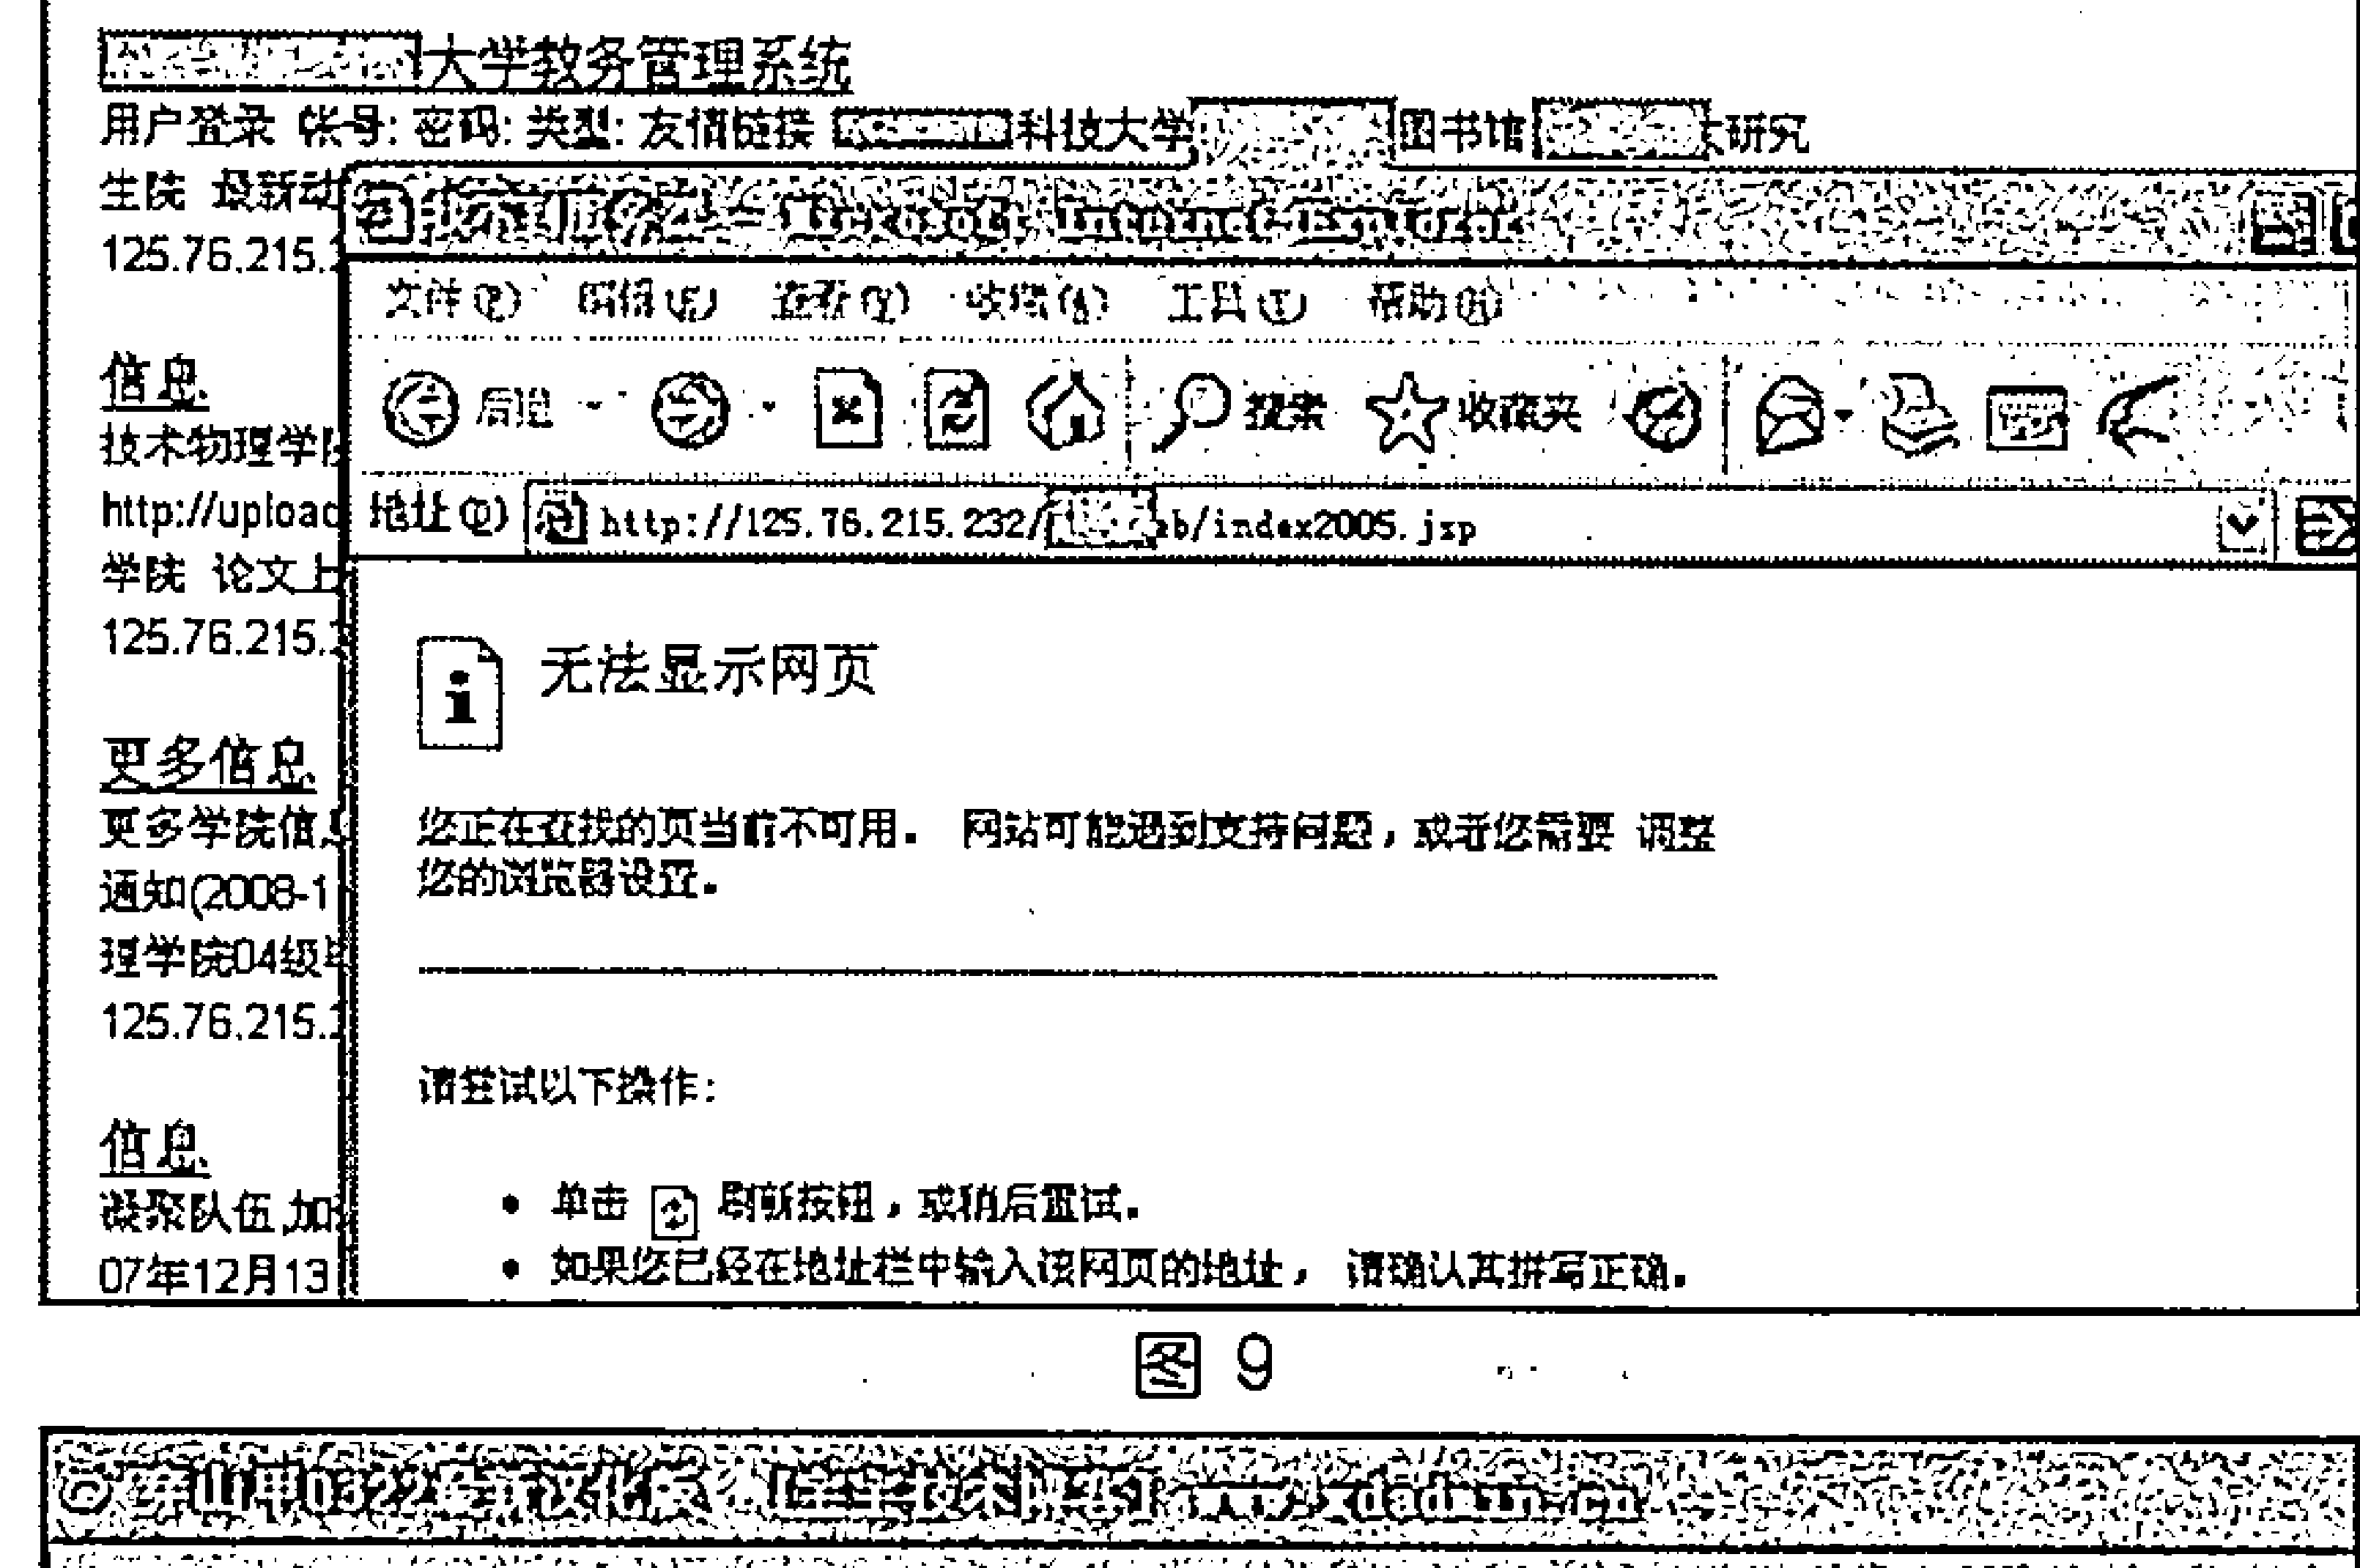 大学教务管理系统
用户登录 帐号: 密码: 类型: 友情链接 科技大学 图书馆 研究
生院 最新动
125.76.215.2
Microsoft Internet Explorer
文件(F) 编辑(E) 查看(V) 收藏(A) 工具(T) 帮助(H)
信息
后退 搜索 收藏夹
技术物理学院
http://upload
地址(D) http://125.76.215.232/ eb/index2005.jsp
学院 论文上
125.76.215.2
无法显示网页
更多信息
更多学院信息
您正在查找的页当前不可用。 网站可能遇到支持问题，或者您需要 调整
您的浏览器设置。
通知(2008-1
理学院04级毕
125.76.215.2
请尝试以下操作:
信息
凝聚队伍,加强
单击 刷新按钮，或稍后重试。
07年12月13
如果您已经在地址栏中输入该网页的地址， 请确认其拼写正确。
图 9